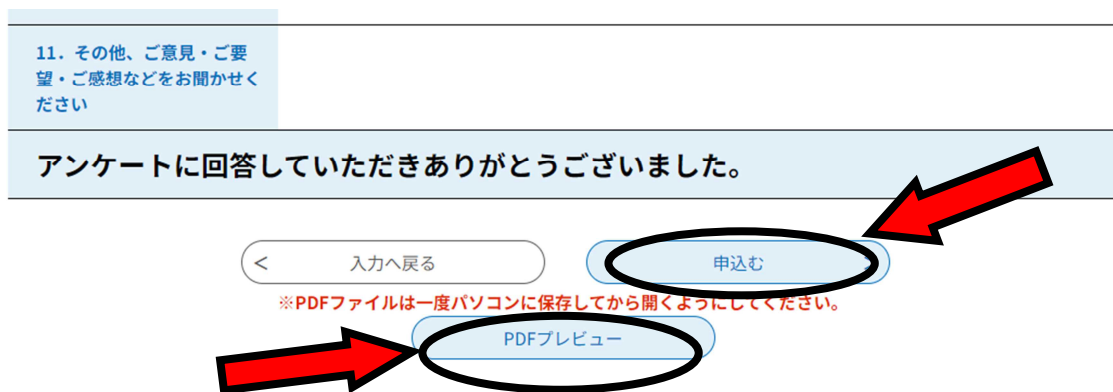 11．その他、ご意見・ご要
望・ご感想などをお聞かせく
ださい
アンケートに回答していただきありがとうございました。
入力へ戻る
申込む
※PDFファイルは一度パソコンに保存してから開くようにしてください。
PDFプレビュー